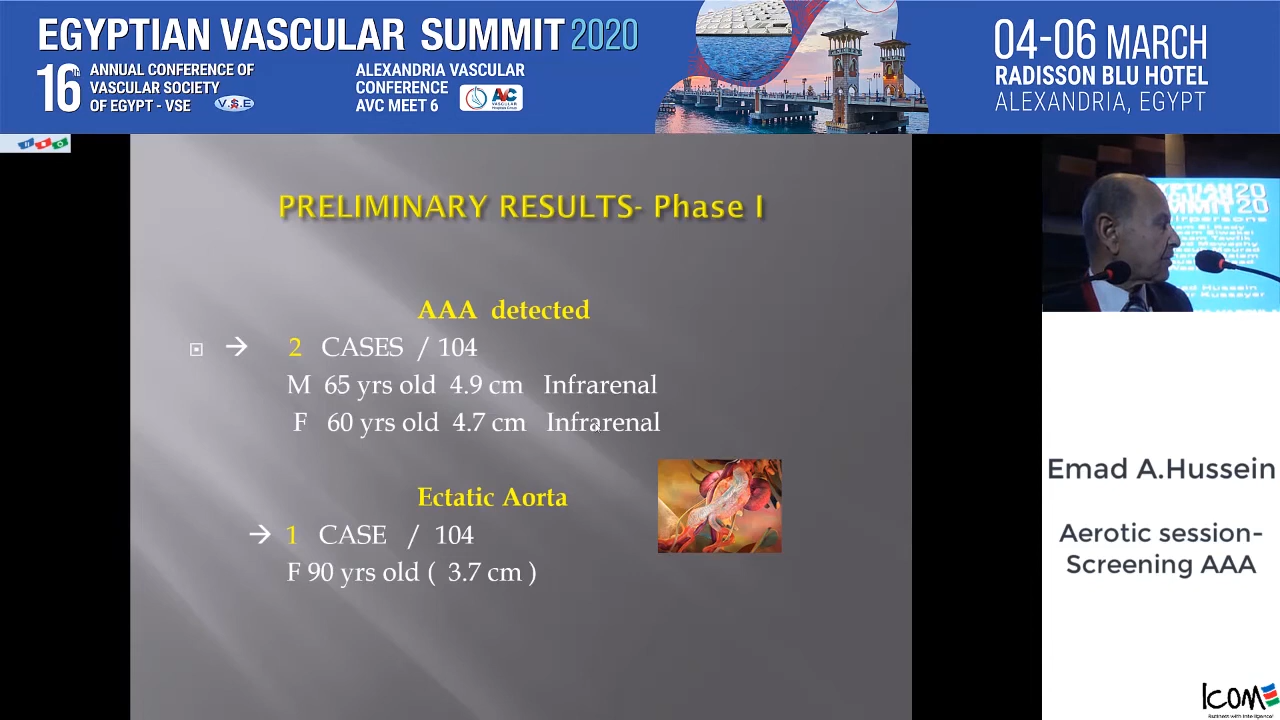 EGYPTIAN VASCULAR SUMMIT 2020
16th ANNUAL CONFERENCE OF
VASCULAR SOCIETY
OF EGYPT - VSE
V.S.E
ALEXANDRIA VASCULAR
CONFERENCE
AVC MEET 6
AVC
04-06 MARCH
RADISSON BLU HOTEL
ALEXANDRIA, EGYPT
PRELIMINARY RESULTS- Phase I
AAA detected
→ 2 CASES / 104
M 65 yrs old 4.9 cm Infrarenal
F 60 yrs old 4.7 cm Infrarenal
Ectatic Aorta
→ 1 CASE / 104
F 90 yrs old ( 3.7 cm )
Emad A.Hussein
Aerotic session-
Screening AAA
ICOM